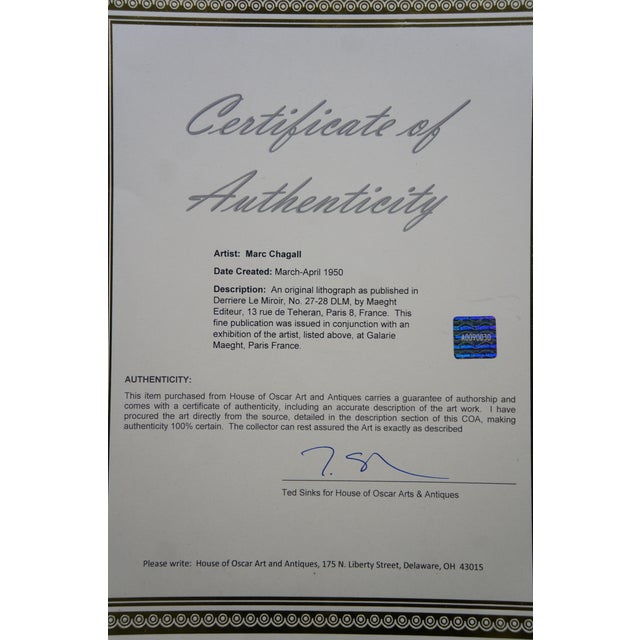 Certificate of
Authenticity
Artist: Marc Chagall
Date Created: March-April 1950
Description: An original lithograph as published in
Derriere Le Miroir, No. 27-28 DLM, by Maeght
Editeur, 13 rue de Teheran, Paris 8, France. This
fine publication was issued in conjunction with an
exhibition of the artist, listed above, at Galarie
Maeght, Paris France.
A0090030
AUTHENTICITY:
This item purchased from House of Oscar Art and Antiques carries a guarantee of authorship and
comes with a certificate of authenticity, including an accurate description of the art work. I have
procured the art directly from the source, detailed in the description section of this COA, making
authenticity 100% certain. The collector can rest assured the Art is exactly as described
Ted Sinks for House of Oscar Arts & Antiques
Please write: House of Oscar Art and Antiques, 175 N. Liberty Street, Delaware, OH 43015